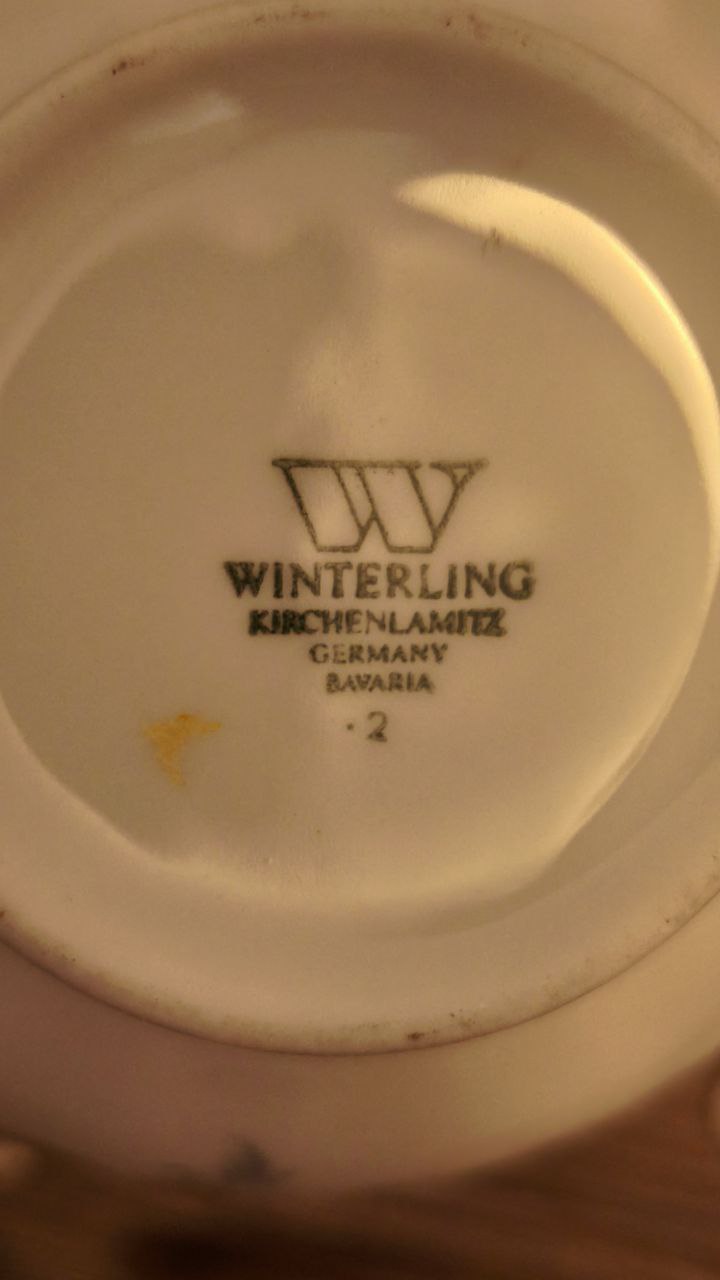 W
WINTERLING
KIRCHENLAMITZ
GERMANY
BAVARIA
· 2